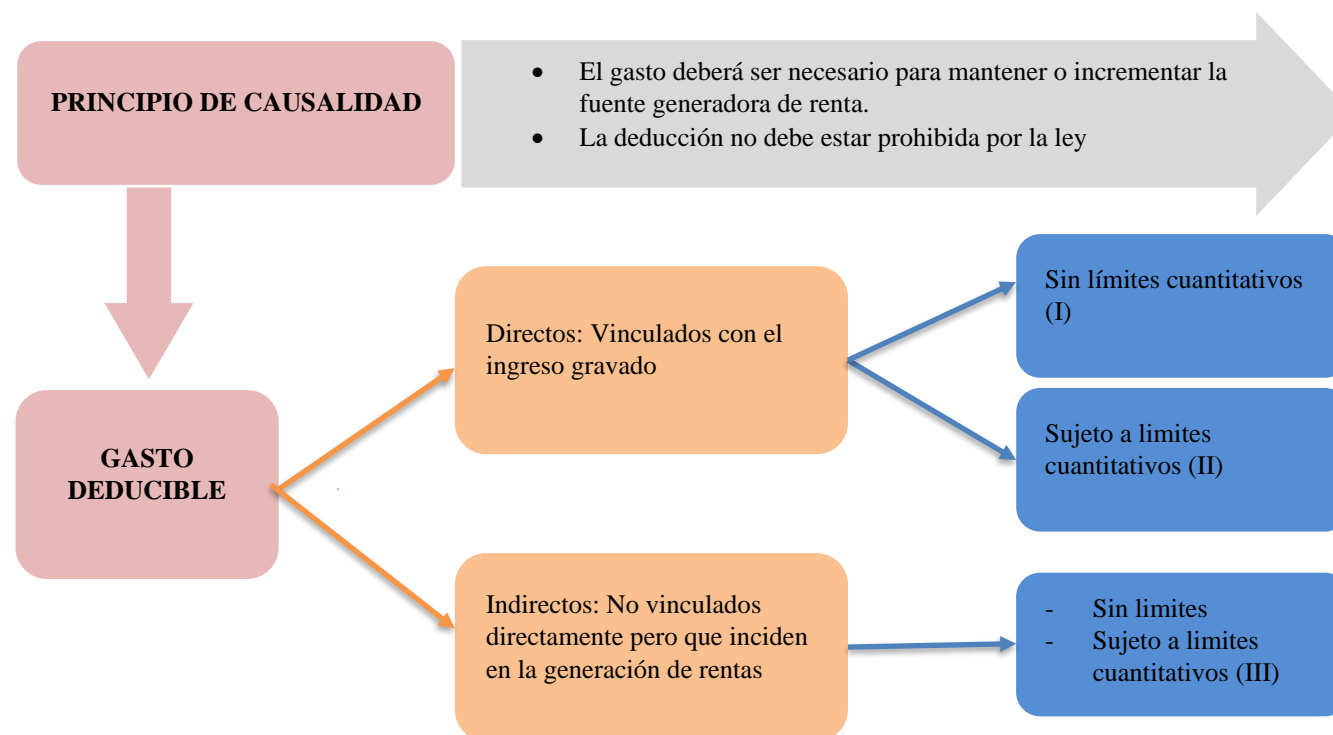 PRINCIPIO DE CAUSALIDAD
• El gasto deberá ser necesario para mantener o incrementar la
fuente generadora de renta.
• La deducción no debe estar prohibida por la ley
GASTO
DEDUCIBLE
Directos: Vinculados con el
ingreso gravado
Sin límites cuantitativos
(I)
Sujeto a limites
cuantitativos (II)
Indirectos: No vinculados
directamente pero que inciden
en la generación de rentas
- Sin limites
- Sujeto a limites
cuantitativos (III)